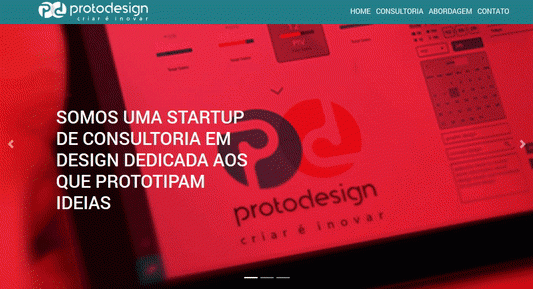 protodesign
criar é inovar
HOME CONSULTORIA ABORDAGEM CONTATO
SOMOS UMA STARTUP
DE CONSULTORIA EM
DESIGN DEDICADA AOS
QUE PROTOTIPAM
IDEIAS
protodesign
criar é inovar